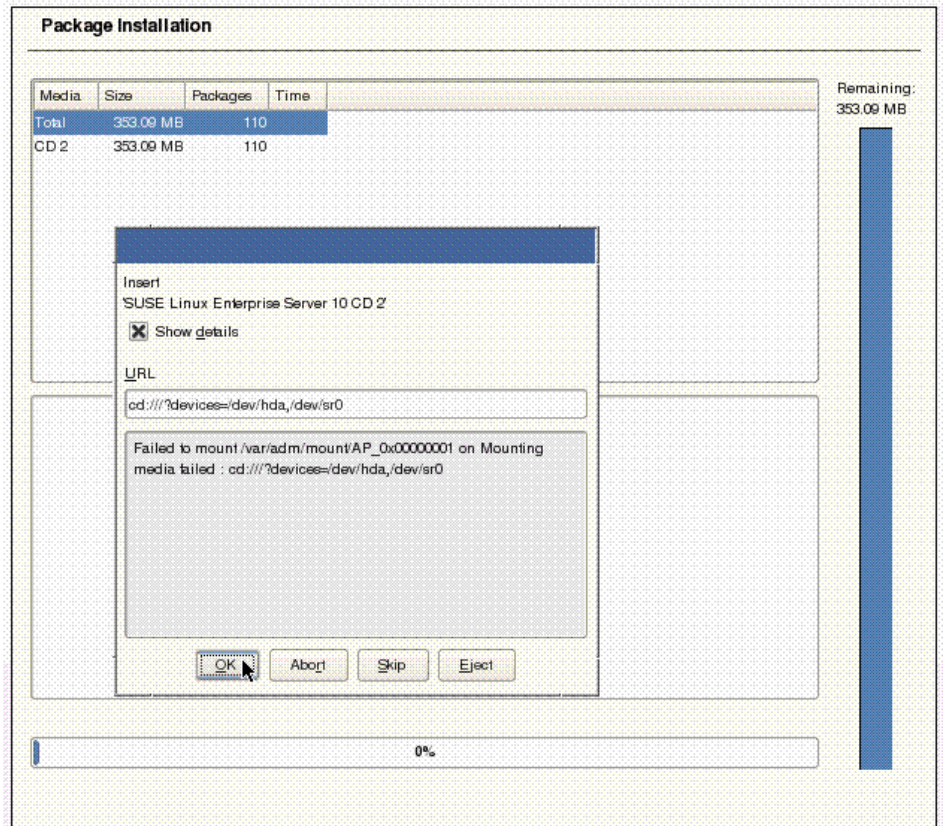 Package Installation
Media Size Packages Time
Total 353.09 MB 110
CD 2 353.09 MB 110
Remaining:
353.09 MB
Insert
'SUSE Linux Enterprise Server 10 CD 2'
Show details
URL
cd:///?devices=/dev/hda,/dev/sr0
Failed to mount /var/adm/mount/AP_0x00000001 on Mounting
media failed : cd:///?devices=/dev/hda,/dev/sr0
OK Abort Skip Eject
0%